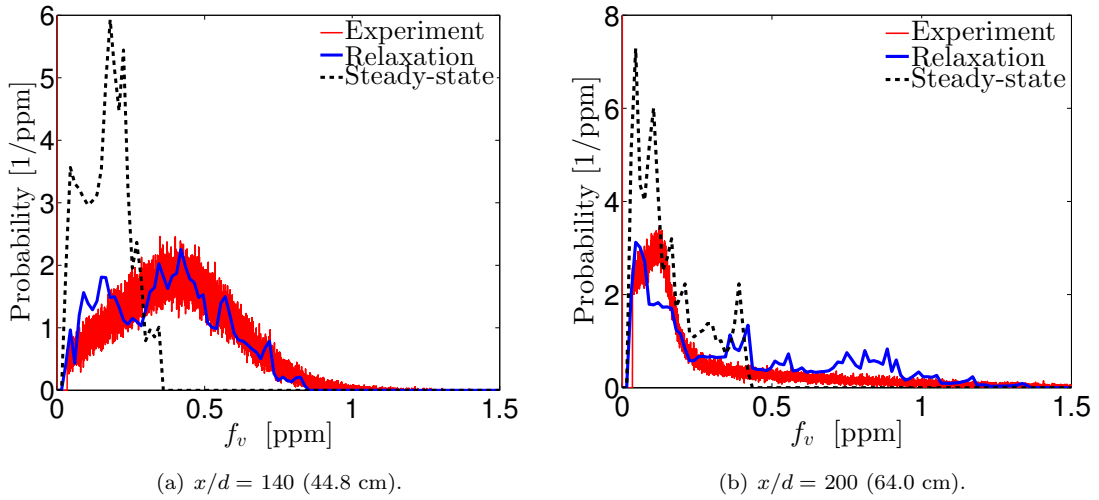 6
5
4
3
2
1
0
0
0.5
1
1.5
Probability [1/ppm]
f_v [ppm]
Experiment
Relaxation
Steady-state
(a) x/d = 140 (44.8 cm).
8
6
4
2
0
0
0.5
1
1.5
Probability [1/ppm]
f_v [ppm]
Experiment
Relaxation
Steady-state
(b) x/d = 200 (64.0 cm).